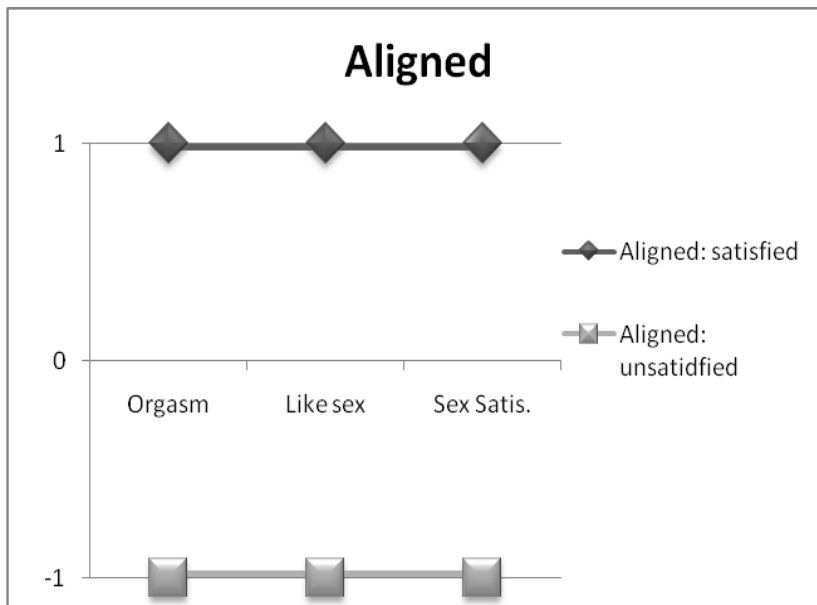 Aligned
1
0
-1
Orgasm
Like sex
Sex Satis.
Aligned: satisfied
Aligned:
unsatidfied